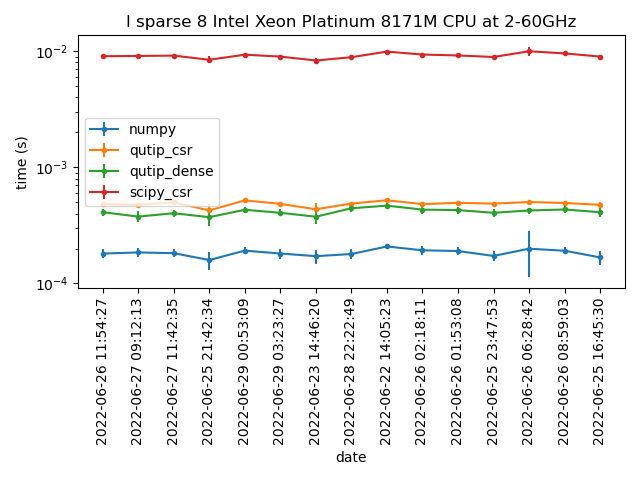 I sparse 8 Intel Xeon Platinum 8171M CPU at 2-60GHz
time (s)
10⁻²
10⁻³
10⁻⁴
numpy
qutip_csr
qutip_dense
scipy_csr
2022-06-26 11:54:27
2022-06-27 09:12:13
2022-06-27 11:42:35
2022-06-25 21:42:34
2022-06-29 00:53:09
2022-06-29 03:23:27
2022-06-23 14:46:20
2022-06-28 22:22:49
2022-06-22 14:05:23
2022-06-26 02:18:11
2022-06-26 01:53:08
2022-06-25 23:47:53
2022-06-26 06:28:42
2022-06-26 08:59:03
2022-06-25 16:45:30
date